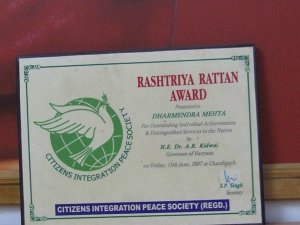 RASHTRIYA RATTAN
AWARD
Presented to
DHARMENDRA MEHTA
For Outstanding Individual Achievements
& Distinguished Services to the Nation
by
H.E. Dr. A.R. Kidwai
Governor of Haryana
on Friday, 15th June, 2007 at Chandigarh.
S.P. Singh
Secretary
CITIZENS INTEGRATION PEACE SOCIETY
CITIZENS INTEGRATION PEACE SOCIETY (REGD.)